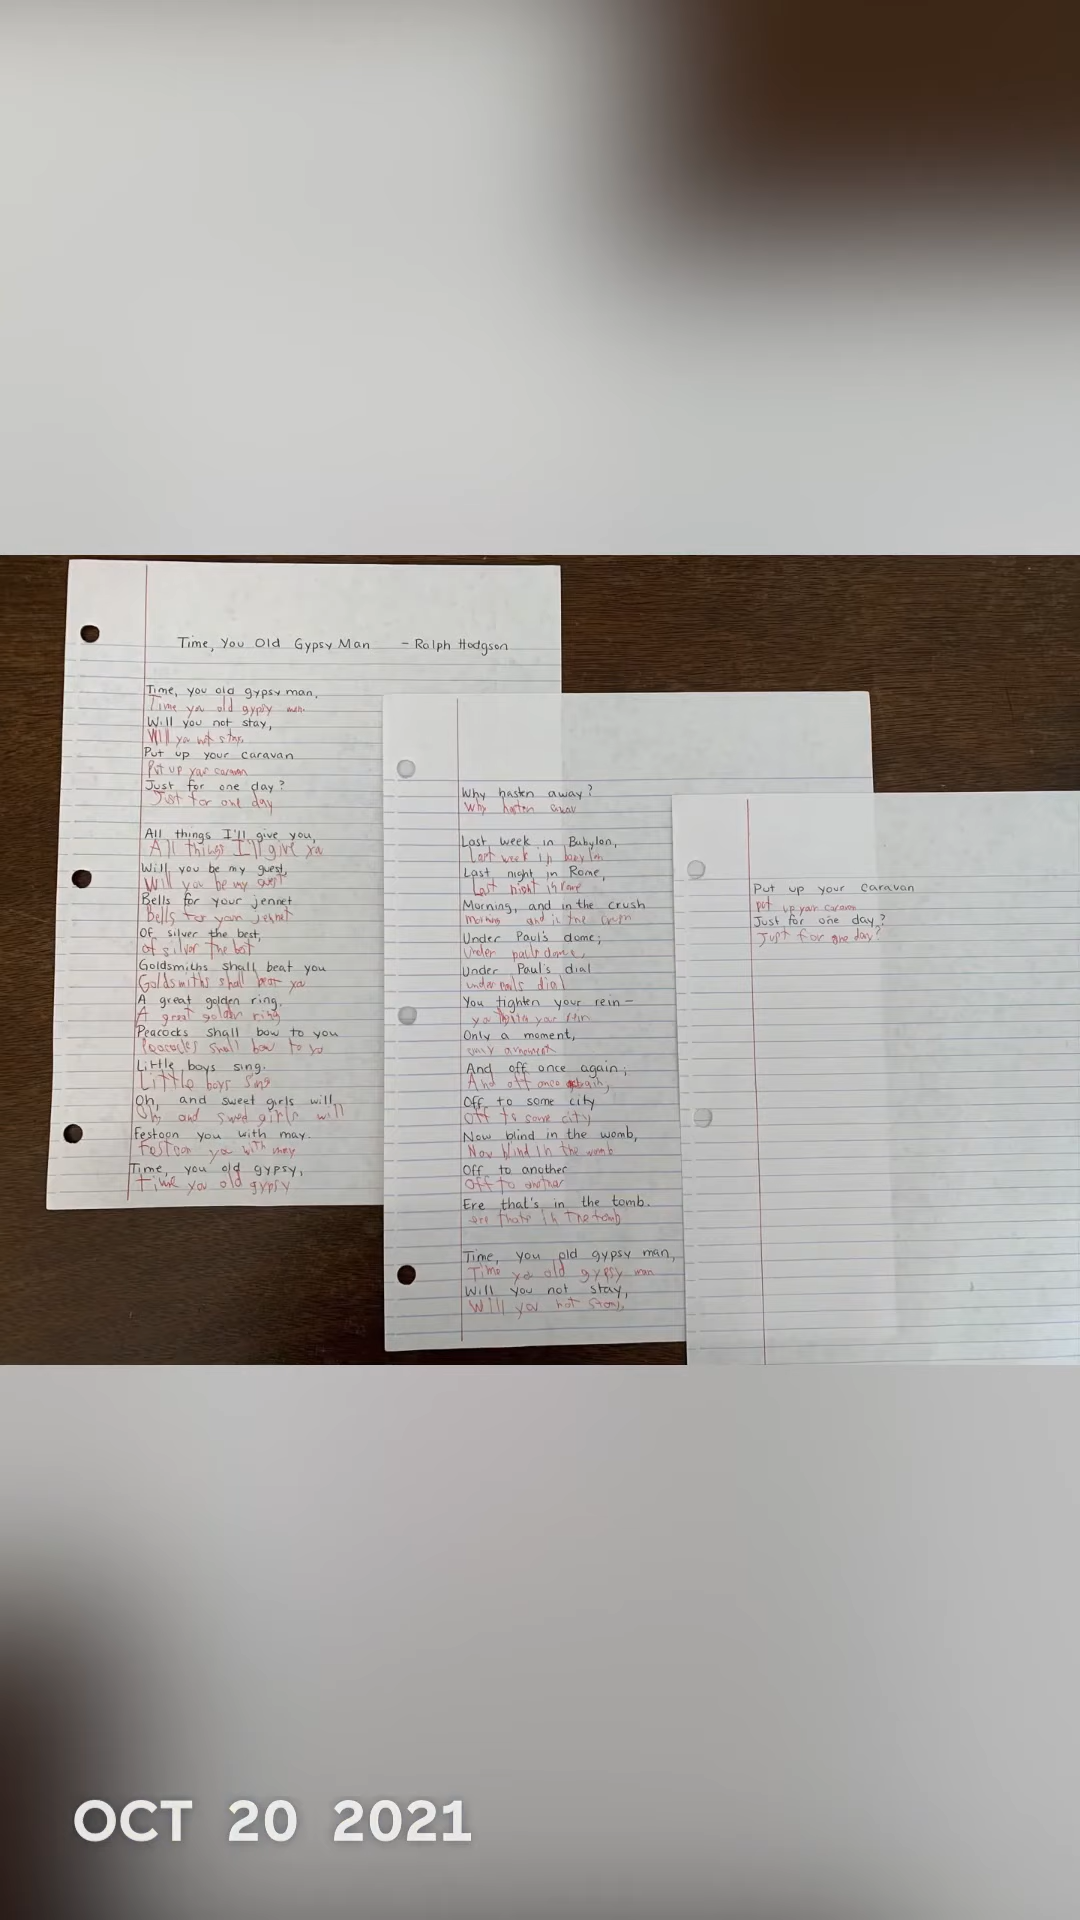 Time, You Old Gypsy Man - Ralph Hodgson
Time, you old gypsy man,
Time you old gypsy man
Will you not stay,
Will you not stay,
Put up your caravan
Put up your caravan
Just for one day?
Just for one day
All things I'll give you,
All things I'll give ya
Will you be my guest,
Will you be my guest
Bells for your jennet
Bells for your jennet
Of silver the best,
Of silver the best
Goldsmiths shall beat you
Goldsmiths shall beat ya
A great golden ring,
A great golden ring
Peacocks shall bow to you
Peacocks shall bow to ya
Little boys sing.
Little boys sing
Oh, and sweet girls will
Oh and sweet girls will
Festoon you with may.
Festoon you with may
Time, you old gypsy,
Time you old gypsy
Why hasten away?
Why hasten away
Last week in Babylon,
Last week in babylon
Last night in Rome,
Last night in rome
Morning, and in the crush
and in the
Under Paul's dome;
Under pauls dome,
Under Paul's dial
under pauls dial
You tighten your rein-
your
Only a moment,
only a moment
And off once again;
And off once again,
Off to some city
Off to some city
Now blind in the womb,
Now blind in the womb
Off to another
Off to another
Ere that's in the tomb.
ere thats in the tomb
Time, you old gypsy man,
Time ya old gypsy man
Will you not stay,
Will you not stay,
Put up your caravan
put up your caravan
Just for one day?
Just for one day?
OCT 20 2021